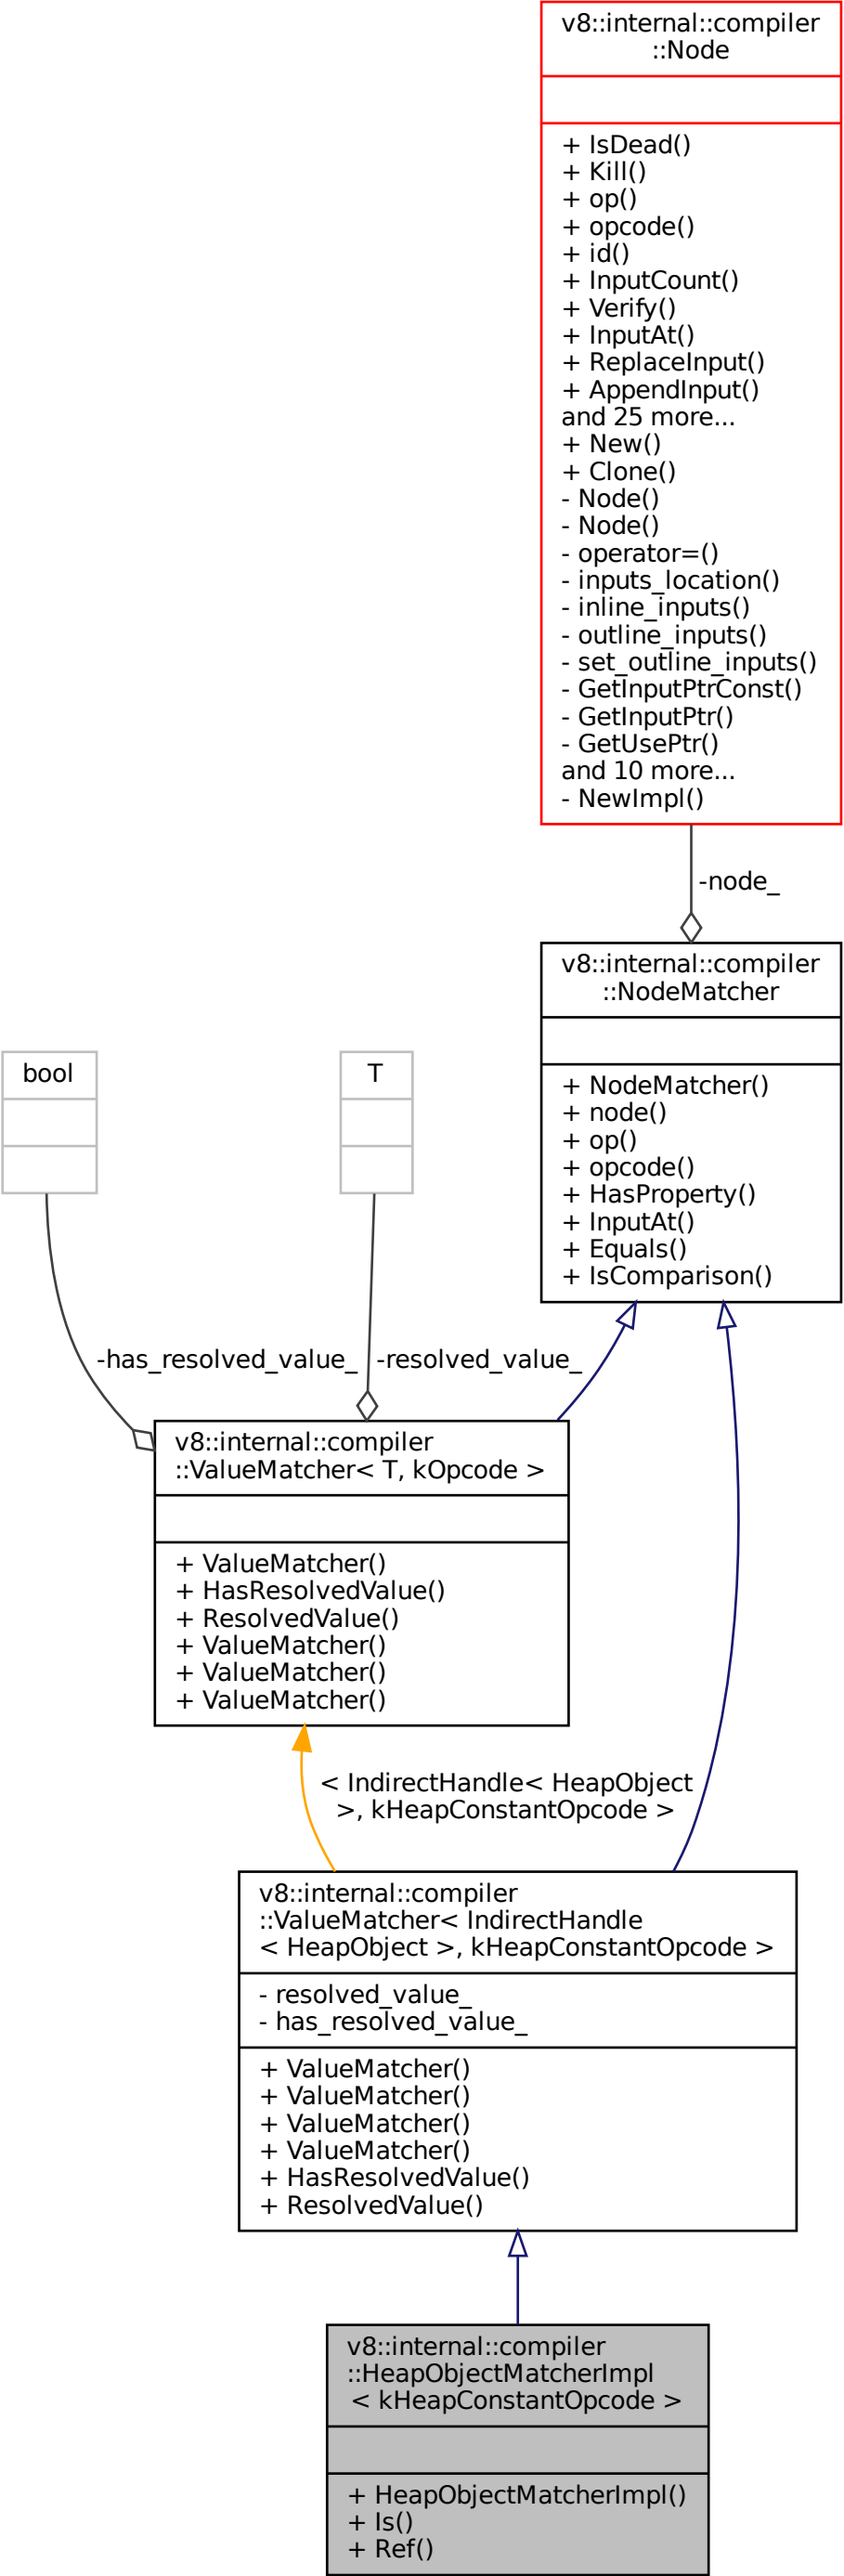 v8::internal::compiler
::Node
+ IsDead()
+ Kill()
+ op()
+ opcode()
+ id()
+ InputCount()
+ Verify()
+ InputAt()
+ ReplaceInput()
+ AppendInput()
and 25 more...
+ New()
+ Clone()
- Node()
- Node()
- operator=()
- inputs_location()
- inline_inputs()
- outline_inputs()
- set_outline_inputs()
- GetInputPtrConst()
- GetInputPtr()
- GetUsePtr()
and 10 more...
- NewImpl()
-node_
v8::internal::compiler
::NodeMatcher
+ NodeMatcher()
+ node()
+ op()
+ opcode()
+ HasProperty()
+ InputAt()
+ Equals()
+ IsComparison()
bool
T
-has_resolved_value_
-resolved_value_
v8::internal::compiler
::ValueMatcher< T, kOpcode >
+ ValueMatcher()
+ HasResolvedValue()
+ ResolvedValue()
+ ValueMatcher()
+ ValueMatcher()
+ ValueMatcher()
< IndirectHandle< HeapObject
>, kHeapConstantOpcode >
v8::internal::compiler
::ValueMatcher< IndirectHandle
< HeapObject >, kHeapConstantOpcode >
- resolved_value_
- has_resolved_value_
+ ValueMatcher()
+ ValueMatcher()
+ ValueMatcher()
+ ValueMatcher()
+ HasResolvedValue()
+ ResolvedValue()
v8::internal::compiler
::HeapObjectMatcherImpl
< kHeapConstantOpcode >
+ HeapObjectMatcherImpl()
+ Is()
+ Ref()